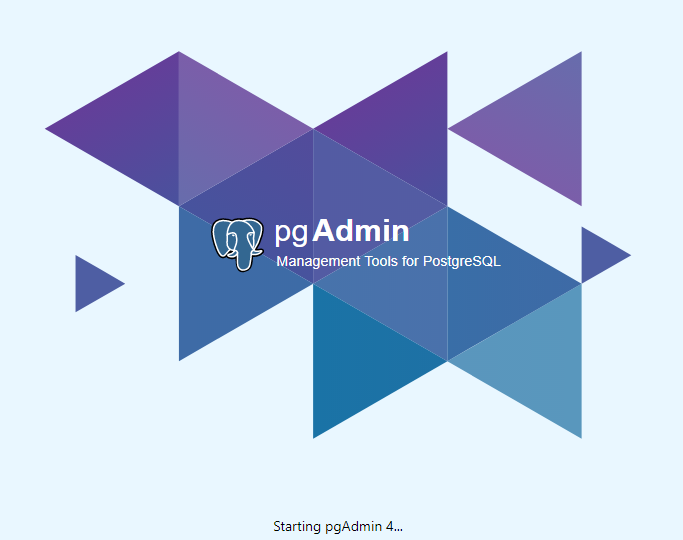 pgAdmin
Management Tools for PostgreSQL
Starting pgAdmin 4...